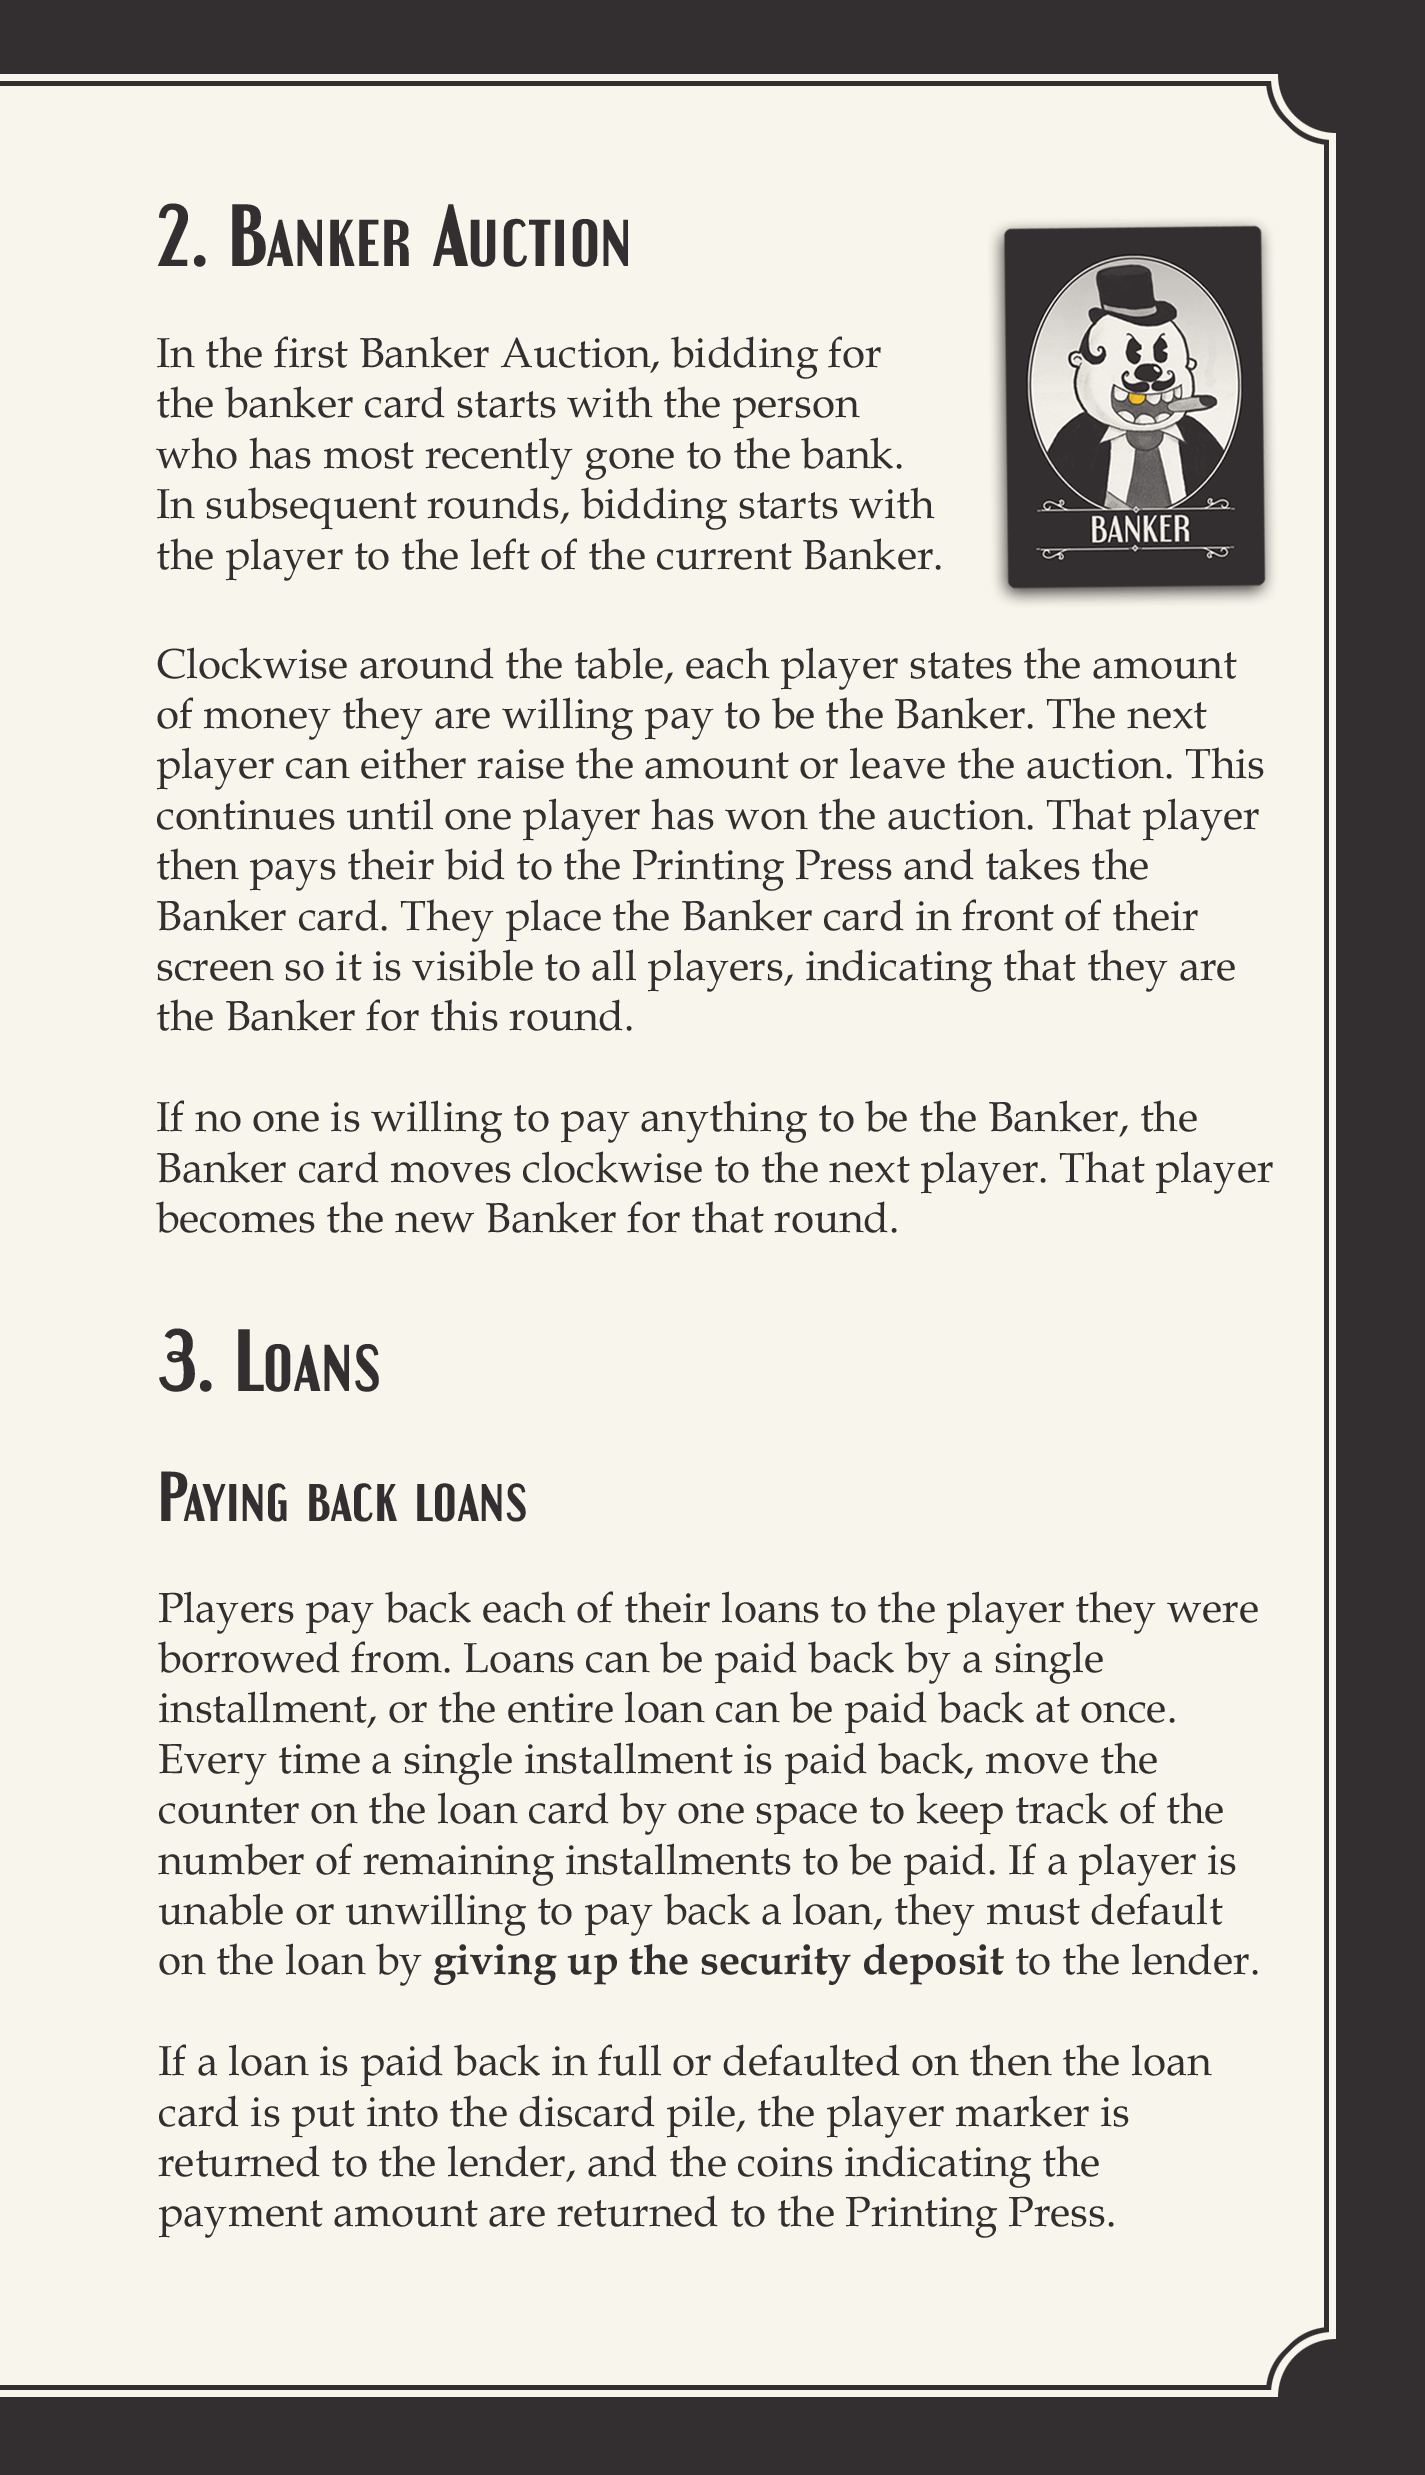 2. Banker Auction
In the first Banker Auction, bidding for
the banker card starts with the person
who has most recently gone to the bank.
In subsequent rounds, bidding starts with
the player to the left of the current Banker.
BANKER
Clockwise around the table, each player states the amount
of money they are willing pay to be the Banker. The next
player can either raise the amount or leave the auction. This
continues until one player has won the auction. That player
then pays their bid to the Printing Press and takes the
Banker card. They place the Banker card in front of their
screen so it is visible to all players, indicating that they are
the Banker for this round.
If no one is willing to pay anything to be the Banker, the
Banker card moves clockwise to the next player. That player
becomes the new Banker for that round.
3. Loans
Paying back loans
Players pay back each of their loans to the player they were
borrowed from. Loans can be paid back by a single
installment, or the entire loan can be paid back at once.
Every time a single installment is paid back, move the
counter on the loan card by one space to keep track of the
number of remaining installments to be paid. If a player is
unable or unwilling to pay back a loan, they must default
on the loan by giving up the security deposit to the lender.
If a loan is paid back in full or defaulted on then the loan
card is put into the discard pile, the player marker is
returned to the lender, and the coins indicating the
payment amount are returned to the Printing Press.